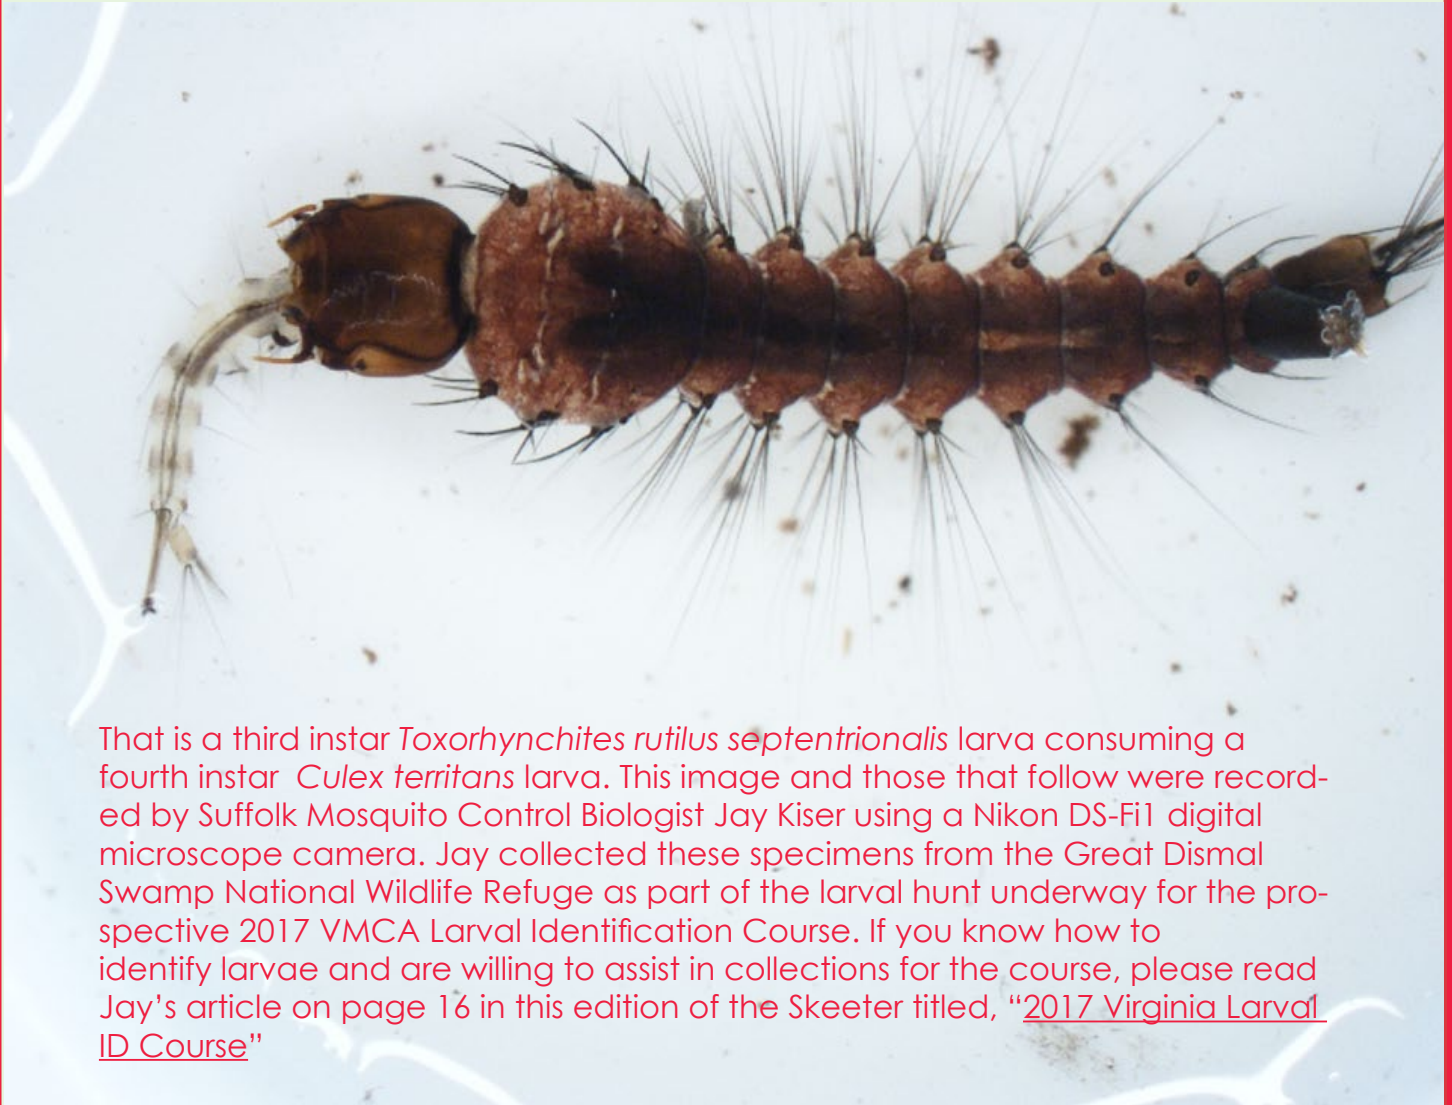 That is a third instar Toxorhynchites rutilus septentrionalis larva consuming a
fourth instar  Culex territans larva. This image and those that follow were record-
ed by Suffolk Mosquito Control Biologist Jay Kiser using a Nikon DS-Fi1 digital
microscope camera. Jay collected these specimens from the Great Dismal
Swamp National Wildlife Refuge as part of the larval hunt underway for the pro-
spective 2017 VMCA Larval Identification Course. If you know how to
identify larvae and are willing to assist in collections for the course, please read
Jay’s article on page 16 in this edition of the Skeeter titled, “2017 Virginia Larval
ID Course”